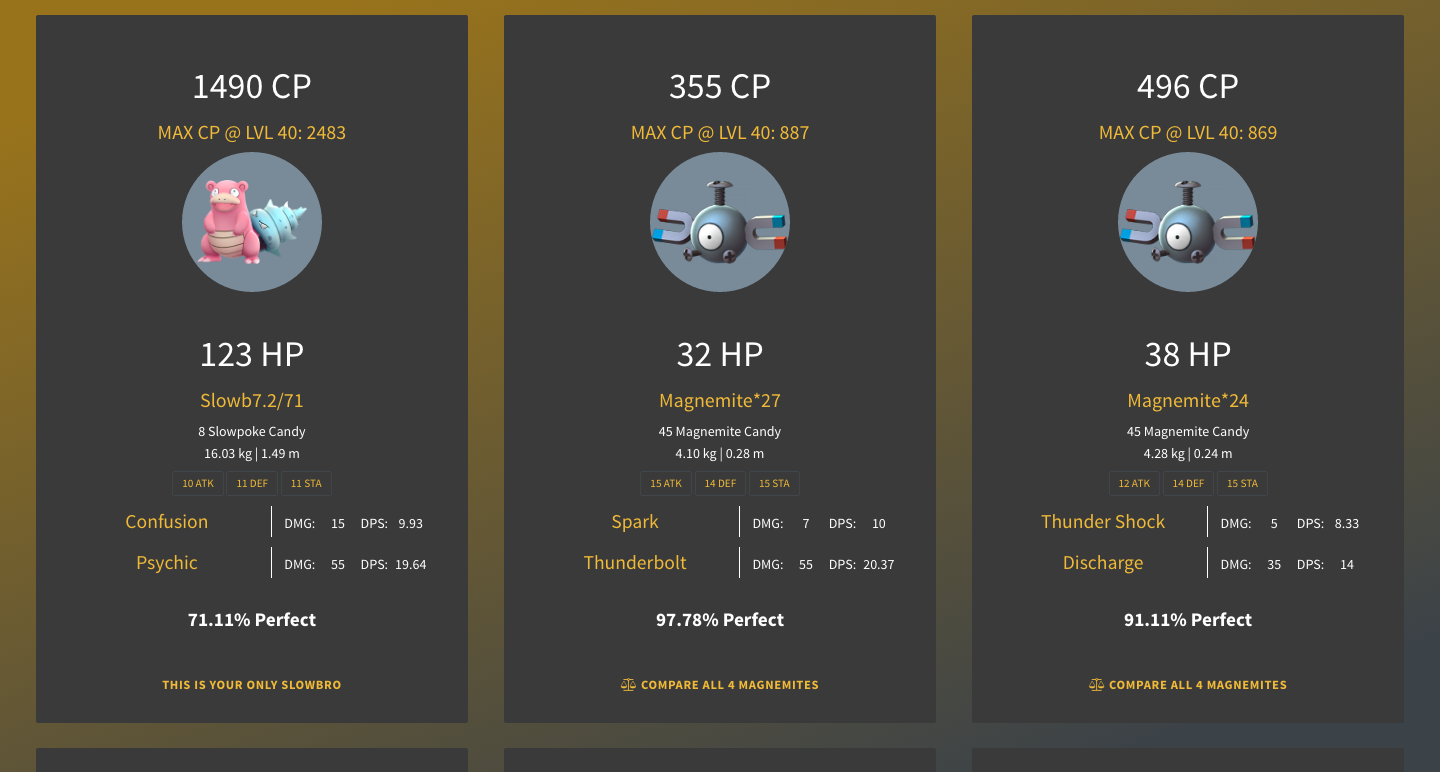 1490 CP
MAX CP @ LVL 40: 2483
123 HP
Slowb7.2/71
8 Slowpoke Candy
16.03 kg | 1.49 m
10 ATK 11 DEF 11 STA
Confusion DMG: 15 DPS: 9.93
Psychic DMG: 55 DPS: 19.64
71.11% Perfect
THIS IS YOUR ONLY SLOWBRO
355 CP
MAX CP @ LVL 40: 887
32 HP
Magnemite*27
45 Magnemite Candy
4.10 kg | 0.28 m
15 ATK 14 DEF 15 STA
Spark DMG: 7 DPS: 10
Thunderbolt DMG: 55 DPS: 20.37
97.78% Perfect
COMPARE ALL 4 MAGNEMITES
496 CP
MAX CP @ LVL 40: 869
38 HP
Magnemite*24
45 Magnemite Candy
4.28 kg | 0.24 m
12 ATK 14 DEF 15 STA
Thunder Shock DMG: 5 DPS: 8.33
Discharge DMG: 35 DPS: 14
91.11% Perfect
COMPARE ALL 4 MAGNEMITES